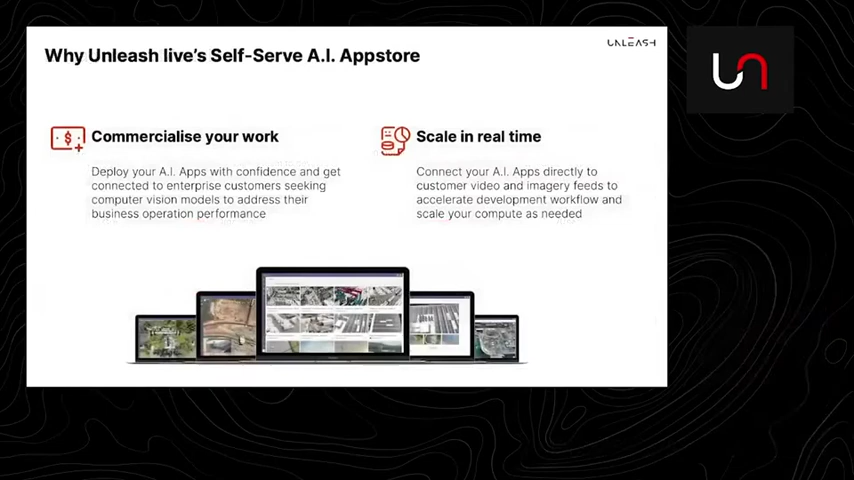 Why Unleash live's Self-Serve A.I. Appstore
UNLEASH
un
Commercialise your work
Deploy your A.I. Apps with confidence and get
connected to enterprise customers seeking
computer vision models to address their
business operation performance
Scale in real time
Connect your A.I. Apps directly to
customer video and imagery feeds to
accelerate development workflow and
scale your compute as needed